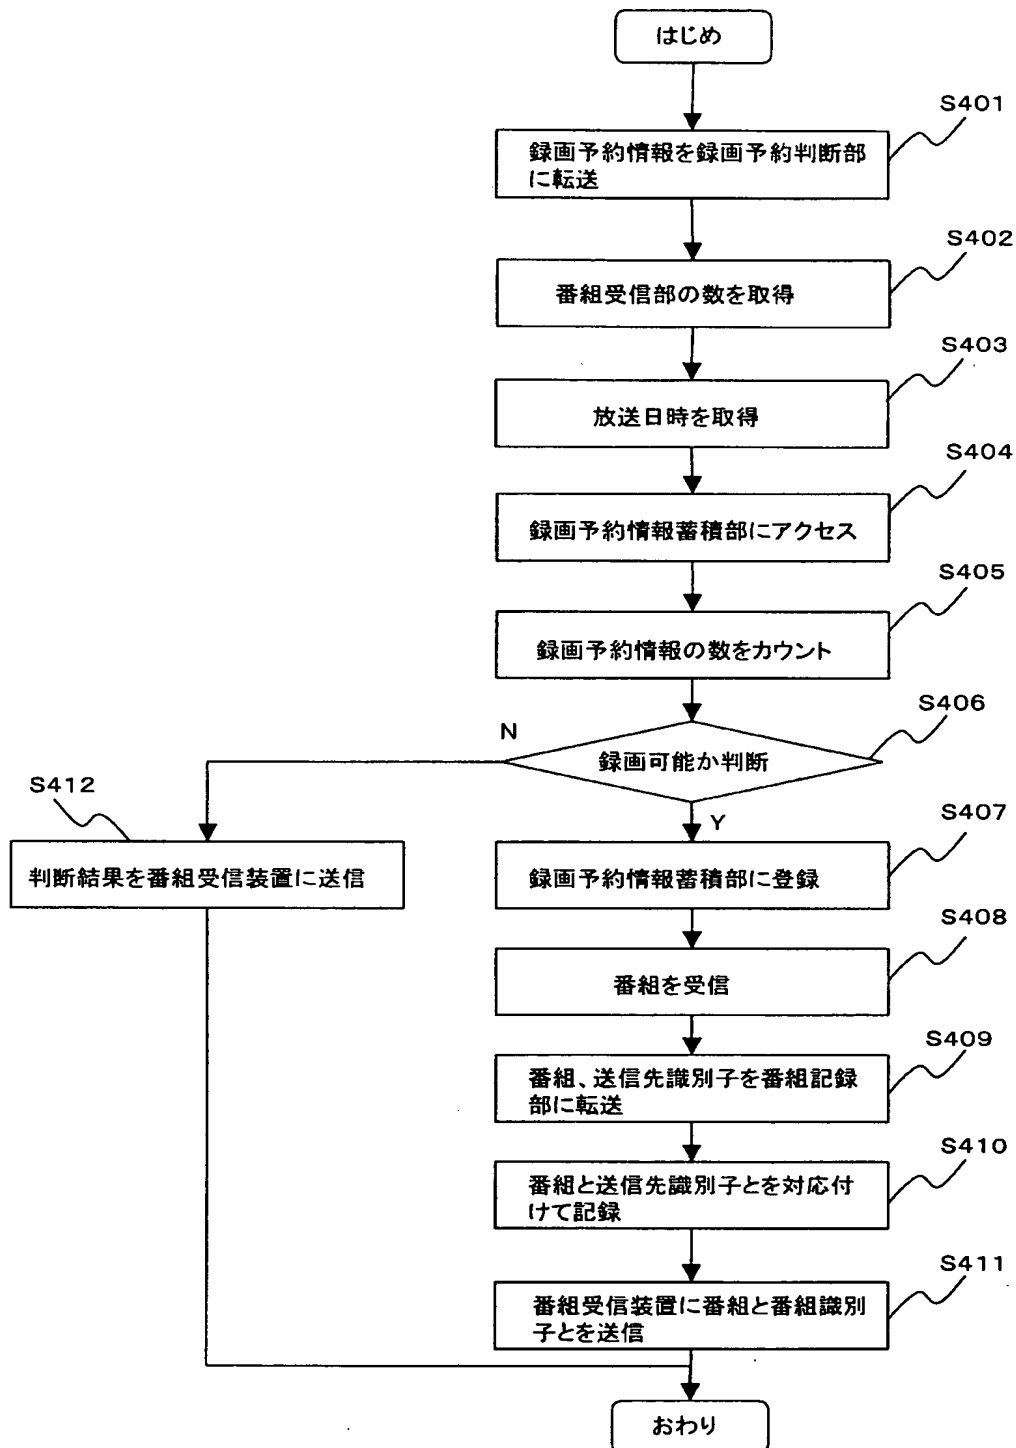 はじめ
S401
録画予約情報を録画予約判断部
に転送
S402
番組受信部の数を取得
S403
放送日時を取得
S404
録画予約情報蓄積部にアクセス
S405
録画予約情報の数をカウント
S406
録画可能か判断
N
Y
S412
判断結果を番組受信装置に送信
S407
録画予約情報蓄積部に登録
S408
番組を受信
S409
番組、送信先識別子を番組記録
部に転送
S410
番組と送信先識別子とを対応付
けて記録
S411
番組受信装置に番組と番組識別
子とを送信
おわり